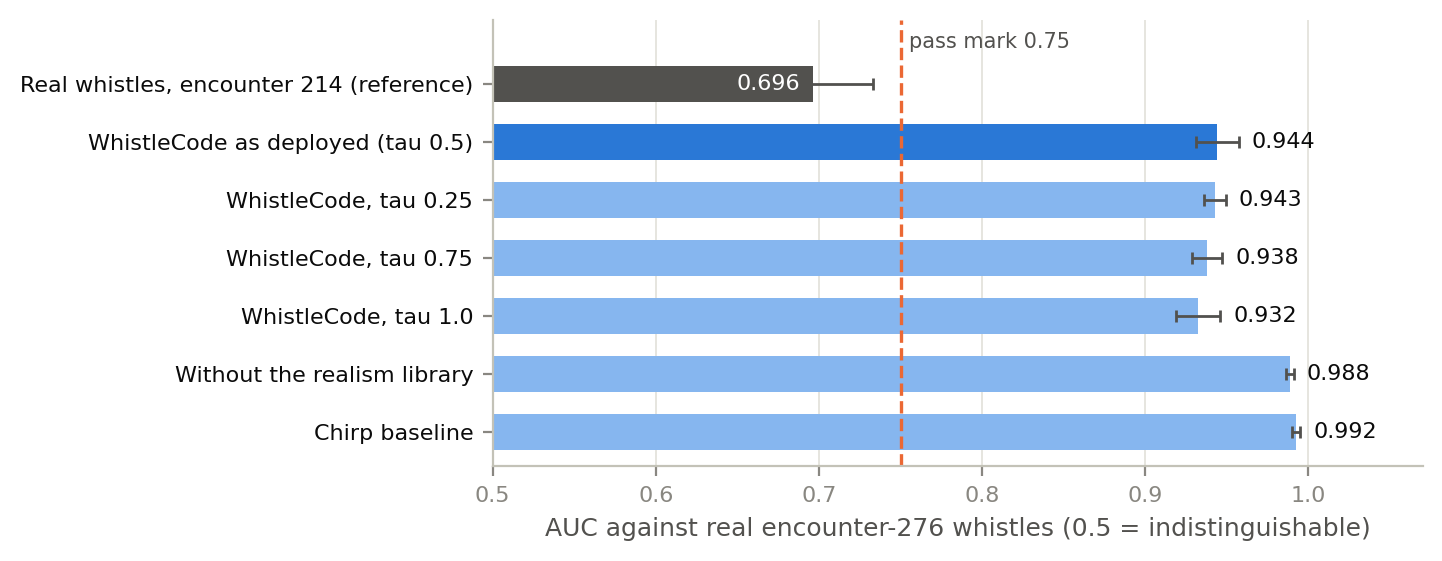 pass mark 0.75
Real whistles, encounter 214 (reference) 0.696
WhistleCode as deployed (tau 0.5) 0.944
WhistleCode, tau 0.25 0.943
WhistleCode, tau 0.75 0.938
WhistleCode, tau 1.0 0.932
Without the realism library 0.988
Chirp baseline 0.992
0.5 0.6 0.7 0.8 0.9 1.0
AUC against real encounter-276 whistles (0.5 = indistinguishable)